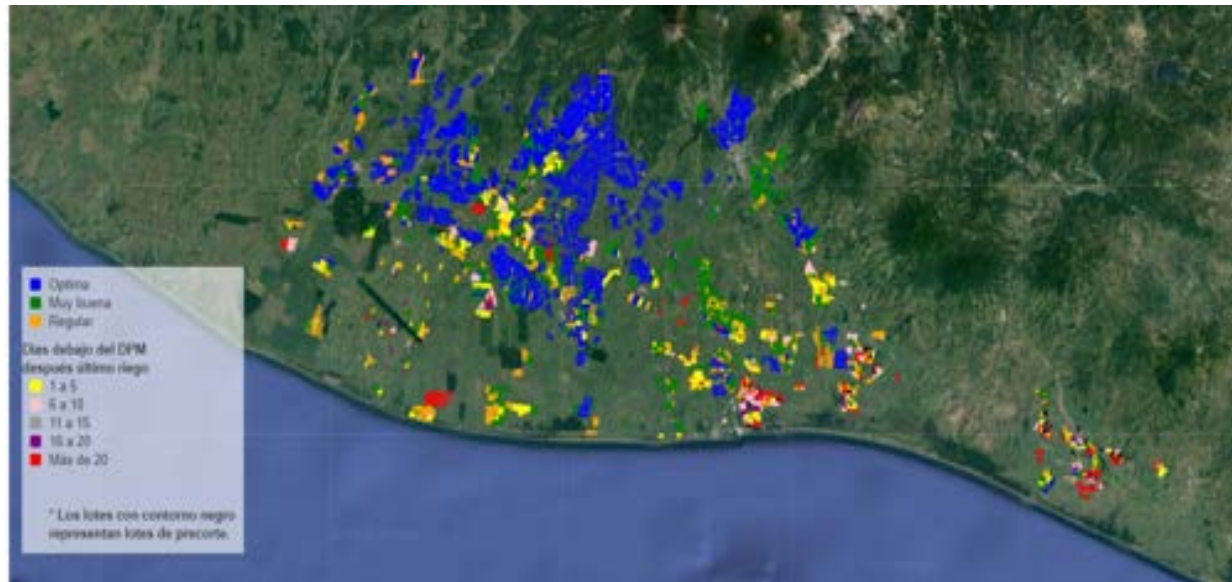 Optima
Muy buena
Regular
Días debajo del DPM
después último riego
1 a 5
6 a 10
11 a 15
16 a 20
Más de 20
* Los lotes con contorno negro
representan lotes de precorte.